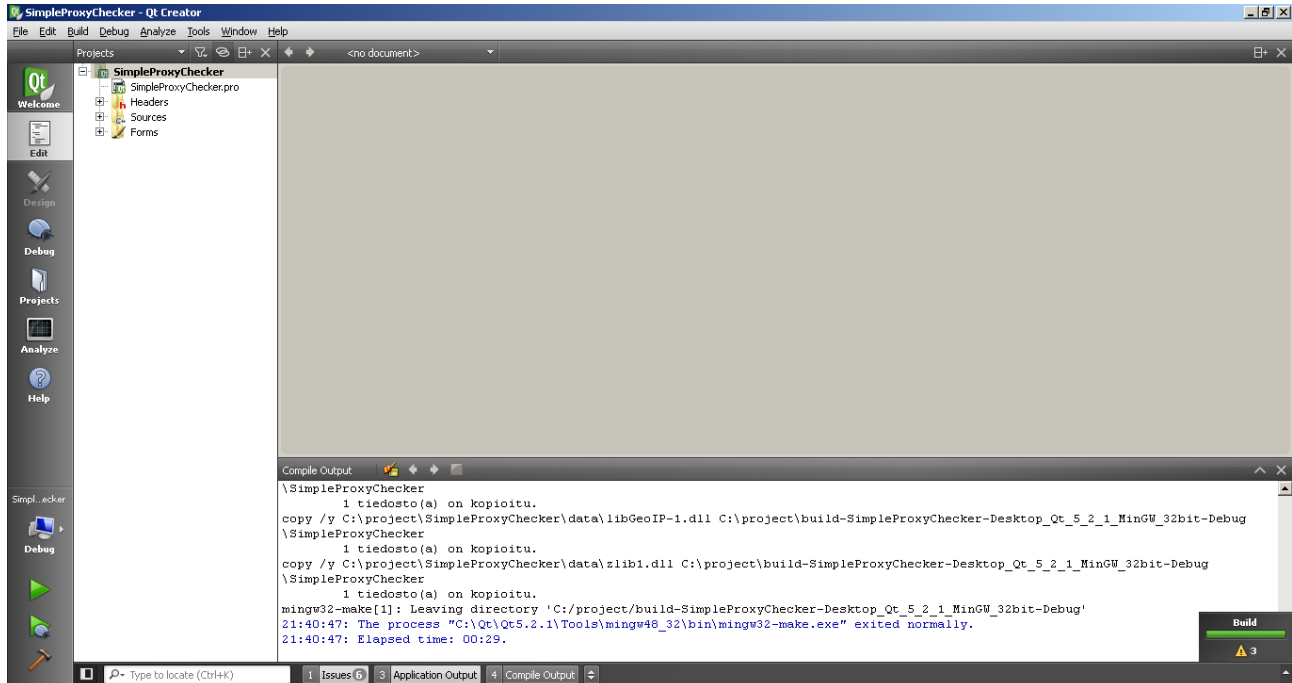 SimpleProxyChecker - Qt Creator
File Edit Build Debug Analyze Tools Window Help
Projects
<no document>
SimpleProxyChecker
SimpleProxyChecker.pro
Headers
Sources
Forms
Qt
Welcome
Edit
Design
Debug
Projects
Analyze
Help
Simpl...ecker
Debug
Compile Output
\SimpleProxyChecker
1 tiedosto(a) on kopioitu.
copy /y C:\project\SimpleProxyChecker\data\libGeoIP-1.dll C:\project\build-SimpleProxyChecker-Desktop_Qt_5_2_1_MinGW_32bit-Debug
\SimpleProxyChecker
1 tiedosto(a) on kopioitu.
copy /y C:\project\SimpleProxyChecker\data\zlib1.dll C:\project\build-SimpleProxyChecker-Desktop_Qt_5_2_1_MinGW_32bit-Debug
\SimpleProxyChecker
1 tiedosto(a) on kopioitu.
mingw32-make[1]: Leaving directory 'C:/project/build-SimpleProxyChecker-Desktop_Qt_5_2_1_MinGW_32bit-Debug'
21:40:47: The process "C:\Qt\Qt5.2.1\Tools\mingw48_32\bin\mingw32-make.exe" exited normally.
21:40:47: Elapsed time: 00:29.
Build
3
Type to locate (Ctrl+K)
1 Issues 6 3 Application Output 4 Compile Output